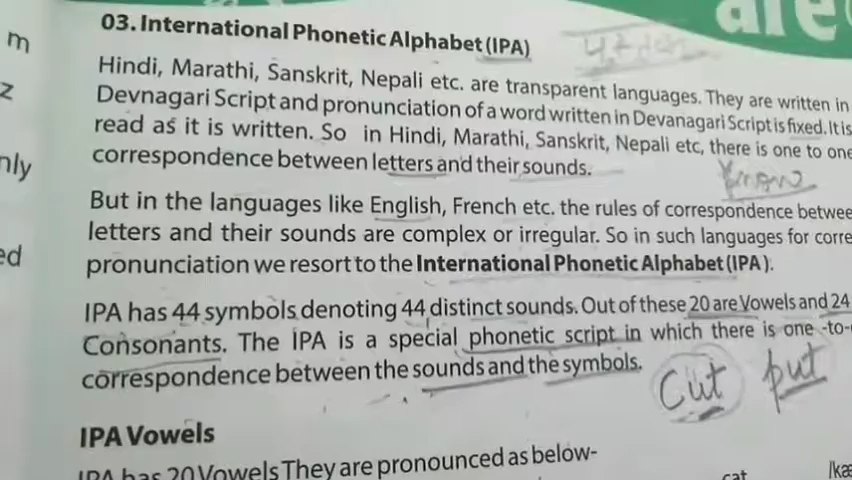 are
m
z
nly
ed
03. International Phonetic Alphabet (IPA)
Hindi, Marathi, Sanskrit, Nepali etc. are transparent languages. They are written in
Devnagari Script and pronunciation of a word written in Devanagari Script is fixed. It is
read as it is written. So in Hindi, Marathi, Sanskrit, Nepali etc, there is one to one
correspondence between letters and their sounds.
But in the languages like English, French etc. the rules of correspondence betwee
letters and their sounds are complex or irregular. So in such languages for corre
pronunciation we resort to the International Phonetic Alphabet (IPA).
IPA has 44 symbols denoting 44 distinct sounds. Out of these 20 are Vowels and 24
Consonants. The IPA is a special phonetic script in which there is one -to-
correspondence between the sounds and the symbols.
Cut put
IPA Vowels
IPA has 20 Vowels They are pronounced as below-
cat /kæ